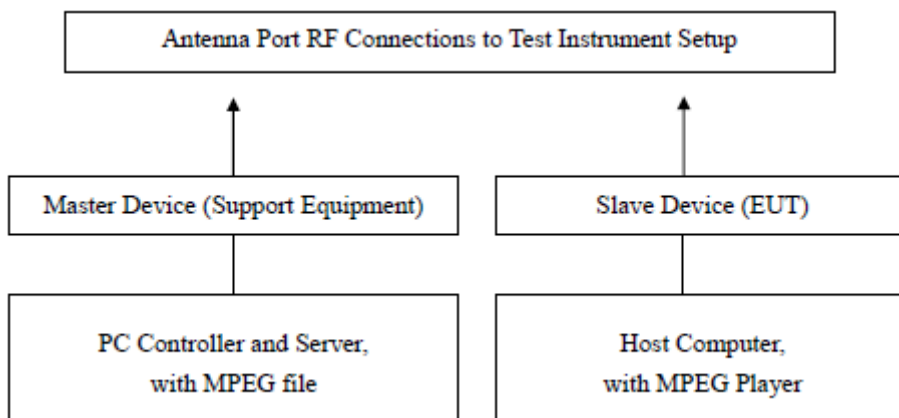 Antenna Port RF Connections to Test Instrument Setup
Master Device (Support Equipment)
Slave Device (EUT)
PC Controller and Server,
with MPEG file
Host Computer,
with MPEG Player